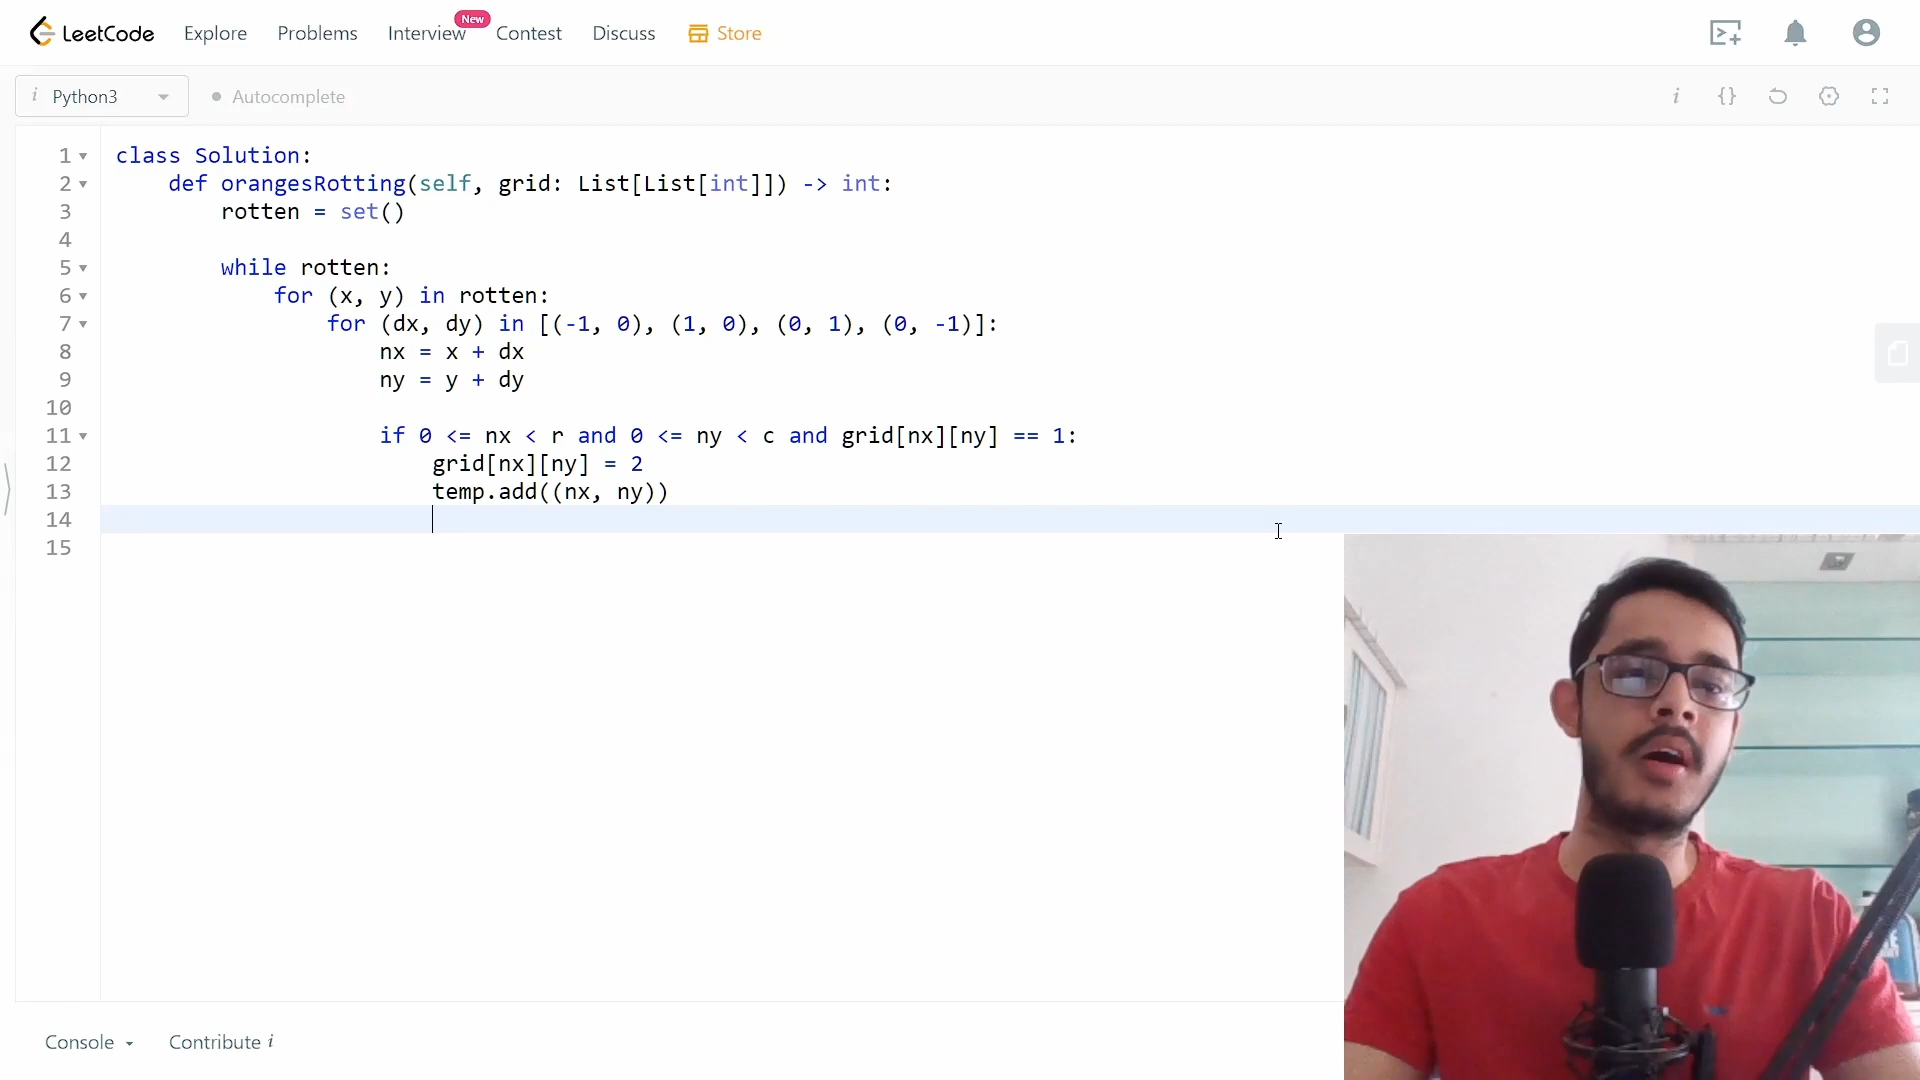 LeetCode Explore Problems Interview New Contest Discuss Store
i Python3 Autocomplete i {}
1 class Solution:
2 def orangesRotting(self, grid: List[List[int]]) -> int:
3 rotten = set()
4
5 while rotten:
6 for (x, y) in rotten:
7 for (dx, dy) in [(-1, 0), (1, 0), (0, 1), (0, -1)]:
8 nx = x + dx
9 ny = y + dy
10
11 if 0 <= nx < r and 0 <= ny < c and grid[nx][ny] == 1:
12 grid[nx][ny] = 2
13 temp.add((nx, ny))
14
15
Console Contribute i